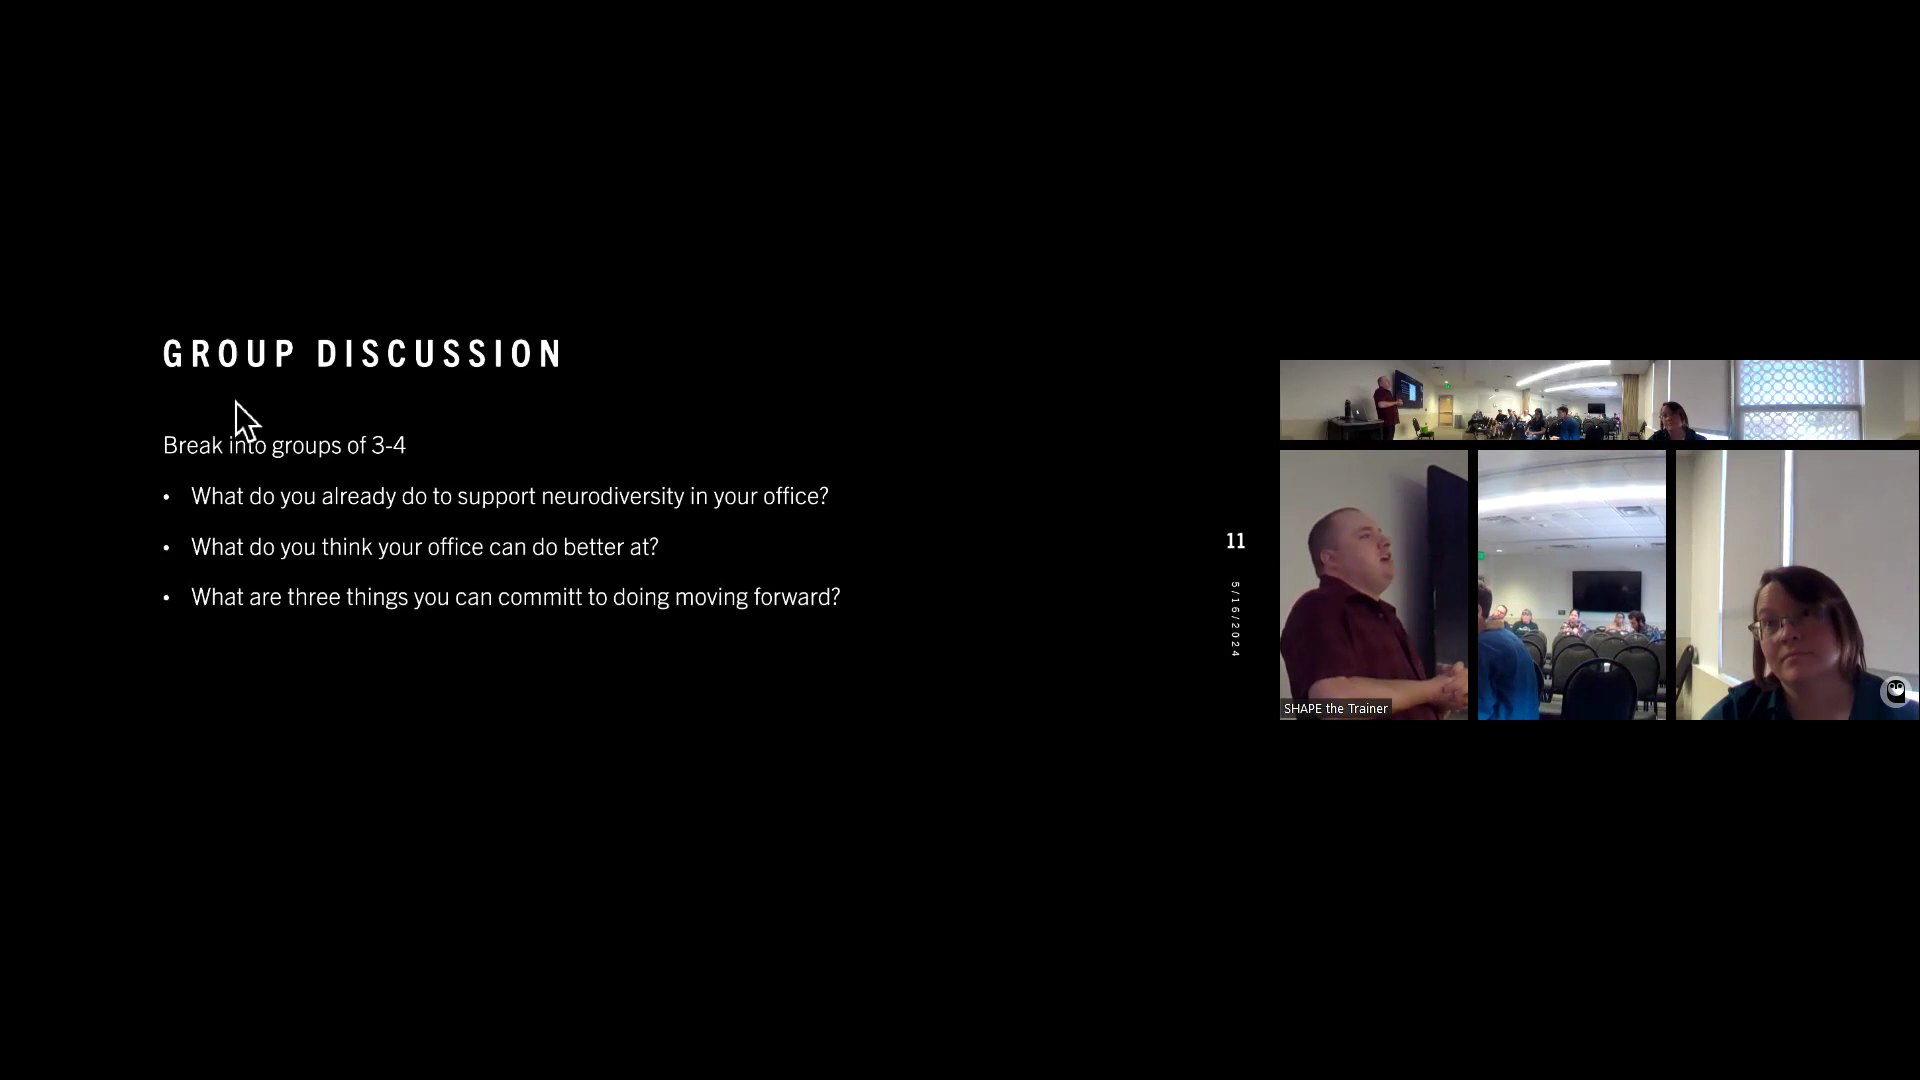 GROUP DISCUSSION
Break into groups of 3-4
• What do you already do to support neurodiversity in your office?
• What do you think your office can do better at?
• What are three things you can committ to doing moving forward?
11
5/16/2024
SHAPE the Trainer